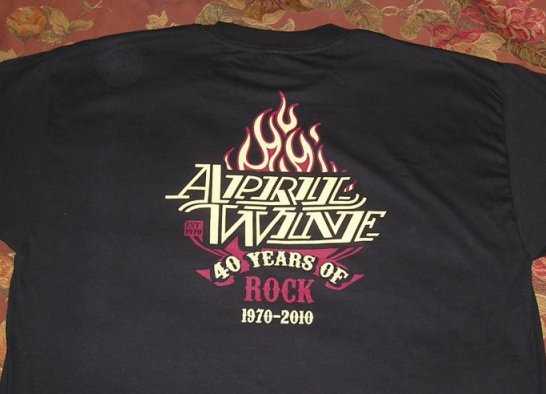 APRIL
WINE
EST.
1970
40 YEARS OF
ROCK
1970-2010